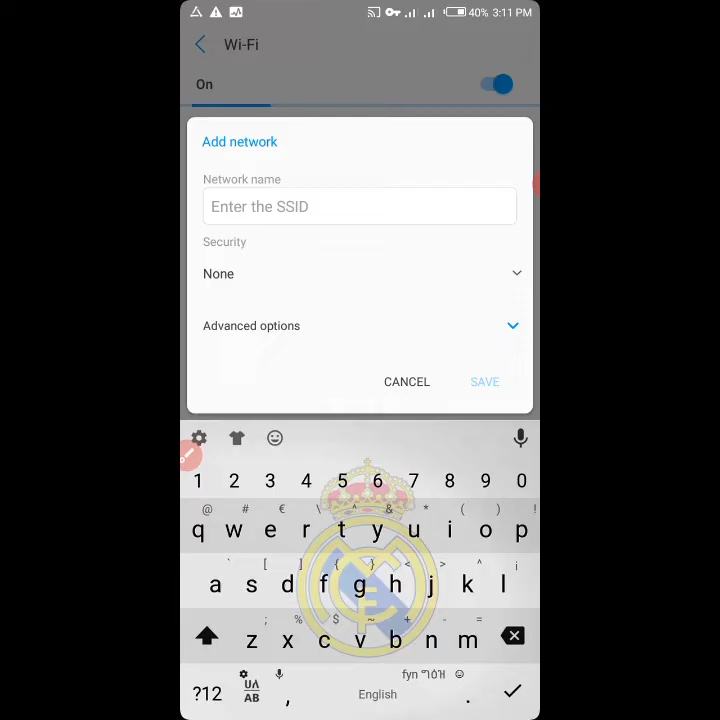 40% 3:11 PM
Wi-Fi
On
Add network
Network name
Enter the SSID
Security
None
Advanced options
CANCEL SAVE
1 2 3 4 5 6 7 8 9 0
@ # € \ ^ & * ( ) !
q w e r t y u i o p
` [ ] { } < > ^ ¡
a s d f g h j k l
; % $ ~ + - =
z x c v b n m
?12 AB , English .